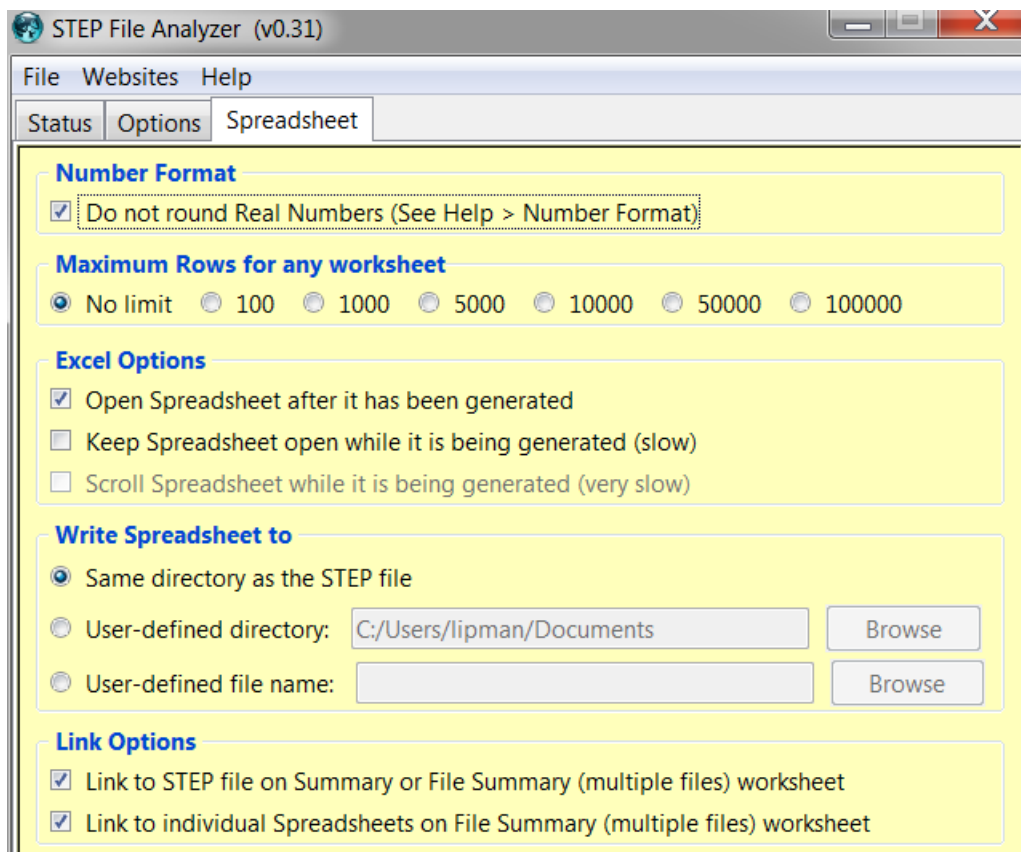 STEP File Analyzer (v0.31)
File Websites Help
Status Options Spreadsheet
Number Format
Do not round Real Numbers (See Help > Number Format)
Maximum Rows for any worksheet
No limit 100 1000 5000 10000 50000 100000
Excel Options
Open Spreadsheet after it has been generated
Keep Spreadsheet open while it is being generated (slow)
Scroll Spreadsheet while it is being generated (very slow)
Write Spreadsheet to
Same directory as the STEP file
User-defined directory: C:/Users/lipman/Documents Browse
User-defined file name: Browse
Link Options
Link to STEP file on Summary or File Summary (multiple files) worksheet
Link to individual Spreadsheets on File Summary (multiple files) worksheet